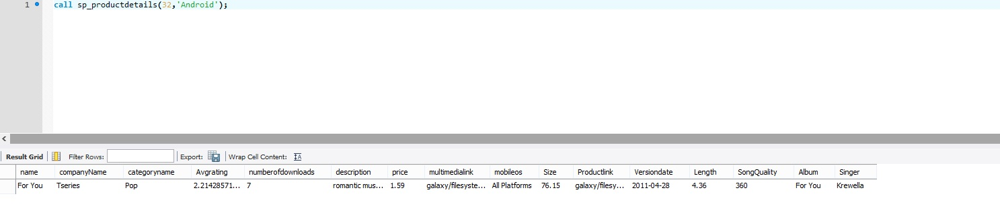 1 call sp_productdetails(32,'Android');
Result Grid Filter Rows: Export: Wrap Cell Content:
name companyName categoryname Avgrating numberofdownloads description price multimedialink mobileos Size Productlink Versiondate Length SongQuality Album Singer
For You Tseries Pop 2.21428571... 7 romantic mus... 1.59 galaxy/filesyste... All Platforms 76.15 galaxy/filesy... 2011-04-28 4.36 360 For You Krewella